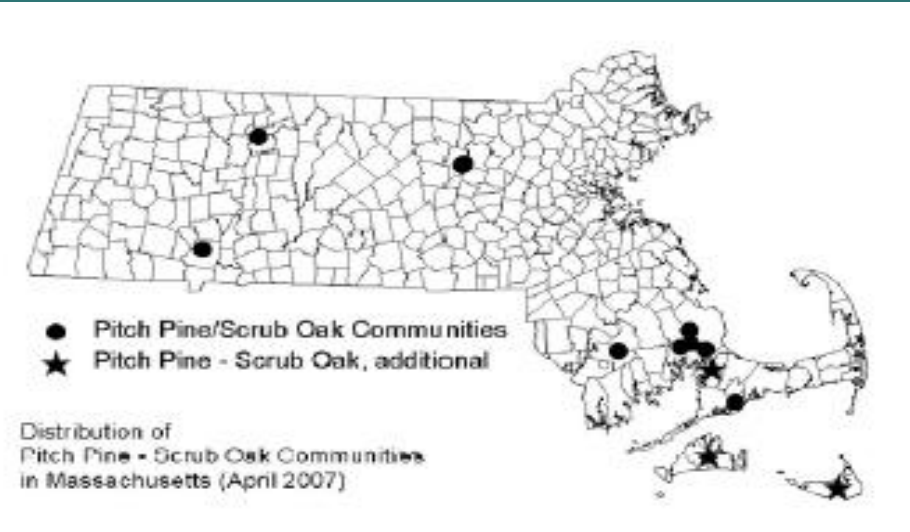 Pitch Pine/Scrub Oak Communities
Pitch Pine - Scrub Oak, additional
Distribution of
Pitch Pine - Scrub Oak Communities
in Massachusetts (April 2007)